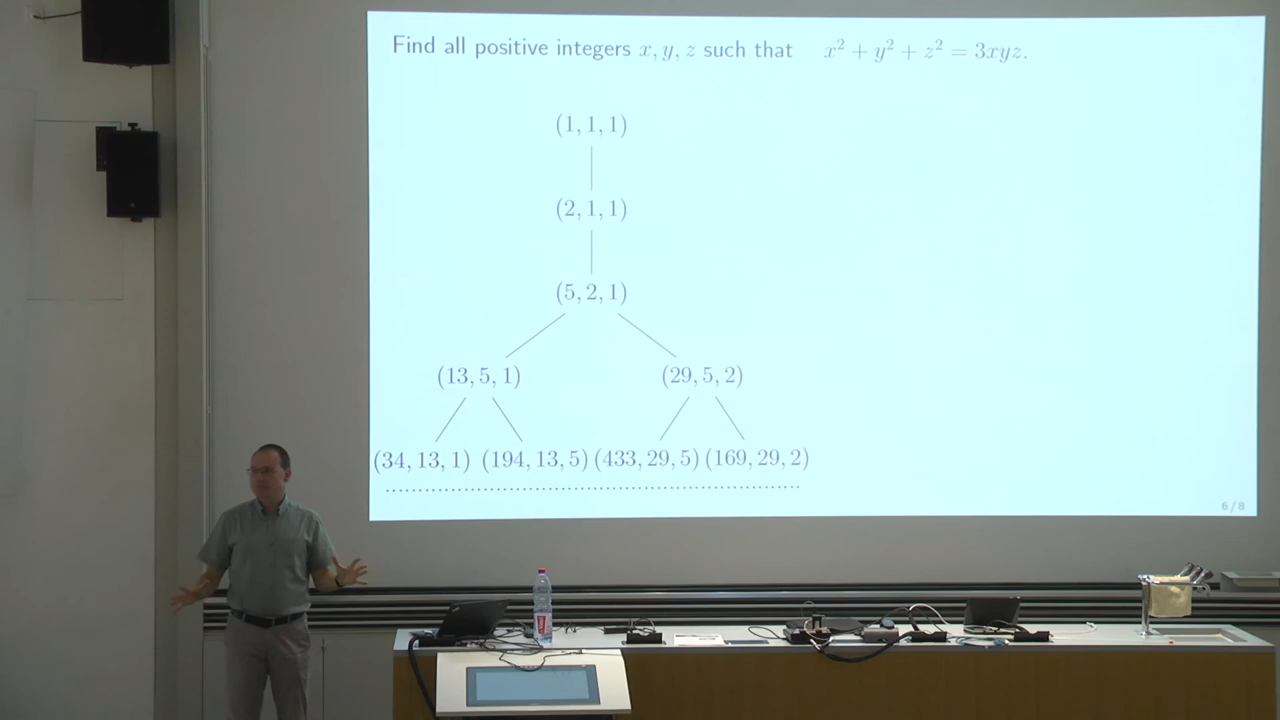 Find all positive integers x, y, z such that x² + y² + z² = 3xyz.
(1, 1, 1)
(2, 1, 1)
(5, 2, 1)
(13, 5, 1) (29, 5, 2)
(34, 13, 1) (194, 13, 5) (433, 29, 5) (169, 29, 2)
6/8